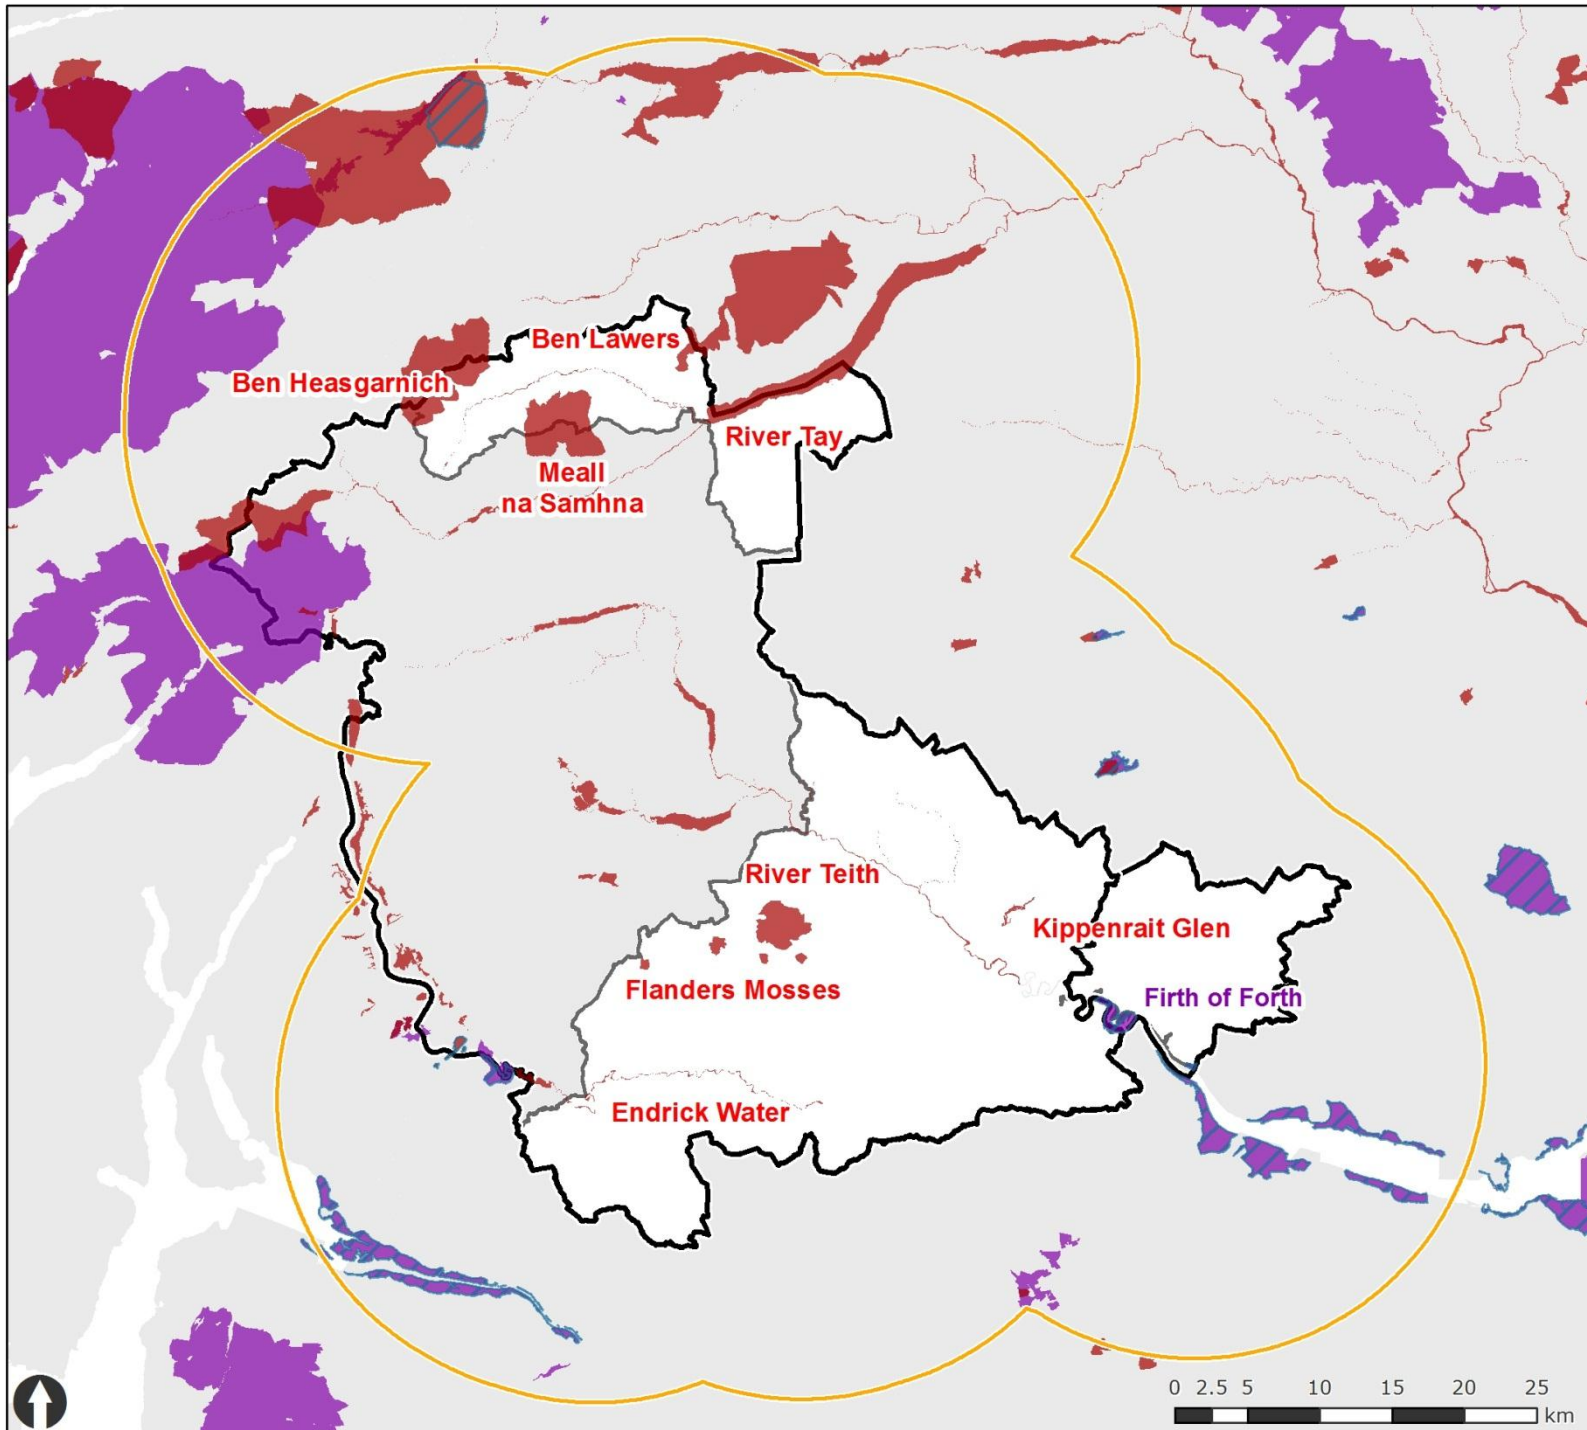 Ben Lawers
Ben Heasgarnich
River Tay
Meall
na Samhna
River Teith
Kippenrait Glen
Flanders Mosses
Firth of Forth
Endrick Water
0 2.5 5 10 15 20 25
km